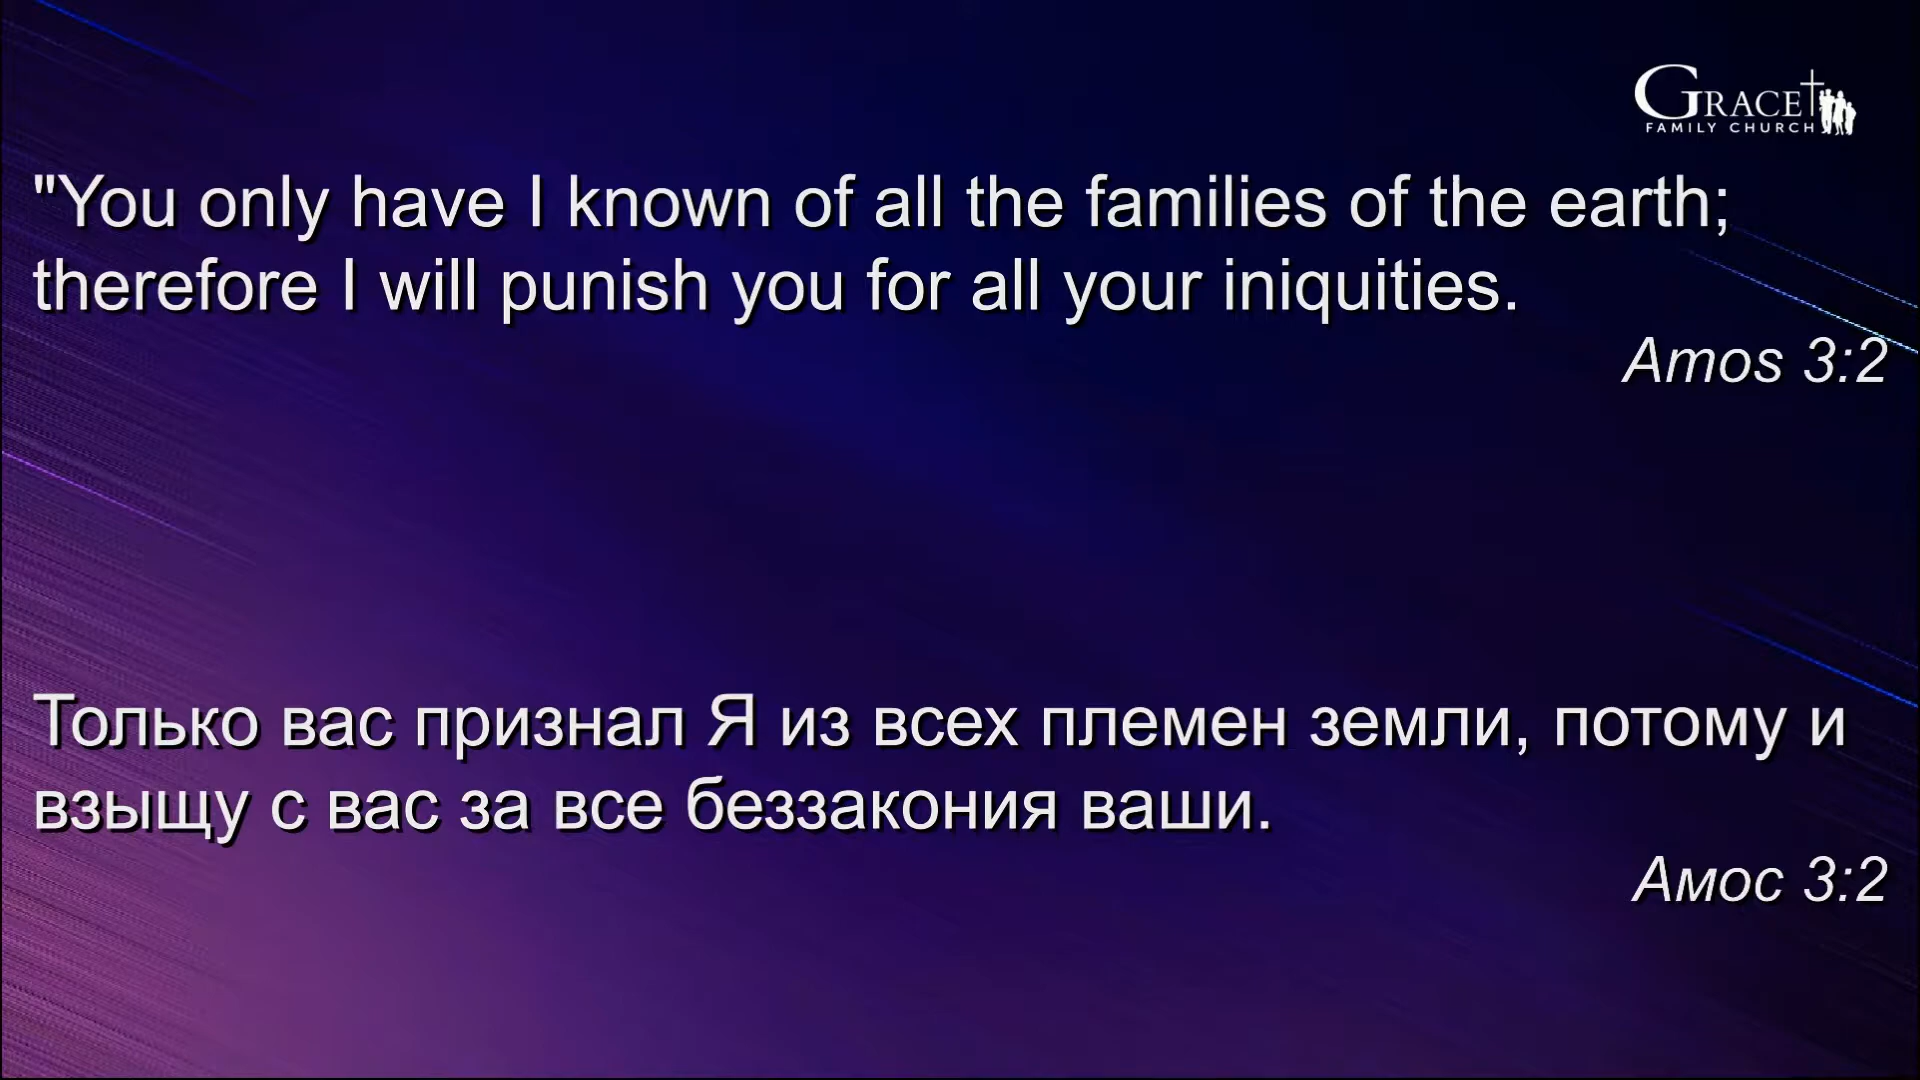 GRACE
FAMILY CHURCH
"You only have I known of all the families of the earth;
therefore I will punish you for all your iniquities.
Amos 3:2
Только вас признал Я из всех племен земли, потому и
взыщу с вас за все беззакония ваши.
Амос 3:2